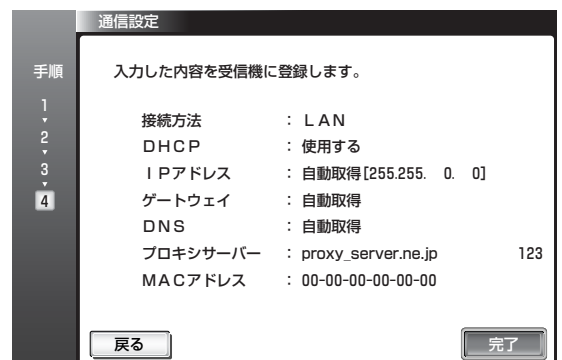 通信設定
手順
1
2
3
4
入力した内容を受信機に登録します。
接続方法 : LAN
DHCP : 使用する
IPアドレス : 自動取得[255.255. 0. 0]
ゲートウェイ : 自動取得
DNS : 自動取得
プロキシサーバー : proxy_server.ne.jp 123
MACアドレス : 00-00-00-00-00-00
戻る
完了